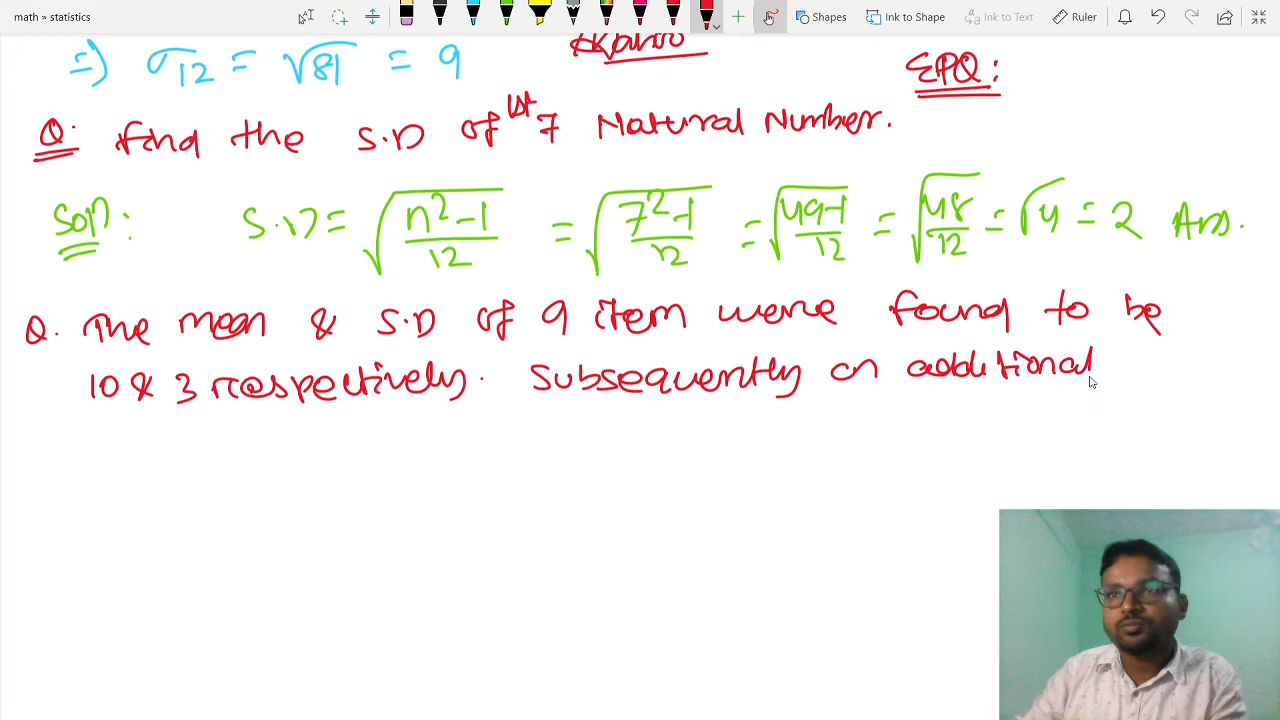 math » statistics
Shapes Ink to Shape Ink to Text Ruler
=) σ12 = √81 = 9
EPQ:
Q: Find the S.D of 1st 7 Natural Number.
Soln: S.D = √(n²-1/12) = √(7²-1/12) = √(49-1/12) = √(48/12) = √4 = 2 Ans.
Q. The mean & S.D of 9 item were found to be
10 & 3 respectively. Subsequently an additional